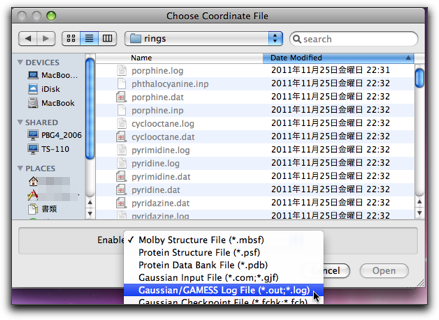 Choose Coordinate File
rings
search
Name
Date Modified
DEVICES
MacBoo...
iDisk
MacBook
SHARED
PBG4_2006
TS-110
PLACES
書類
porphine.log 2011年11月25日金曜日 22:31
phthalocyanine.inp 2011年11月25日金曜日 22:32
porphine.dat 2011年11月25日金曜日 22:32
porphine.inp 2011年11月25日金曜日 22:32
cyclooctane.log 2011年11月25日金曜日 22:32
cyclooctane.dat 2011年11月25日金曜日 22:32
pyrimidine.log 2011年11月25日金曜日 22:32
pyridine.log 2011年11月25日金曜日 22:32
pyrimidine.dat 2011年11月25日金曜日 22:32
pyridine.dat 2011年11月25日金曜日 22:32
pyridazine.log 2011年11月25日金曜日 22:32
Enable
✓ Molby Structure File (*.mbsf)
Protein Structure File (*.psf)
Protein Data Bank File (*.pdb)
Gaussian Input File (*.com;*.gjf)
Gaussian/GAMESS Log File (*.out;*.log)
Gaussian Checkpoint File (*.fchk;*.fch)
Cancel
Open